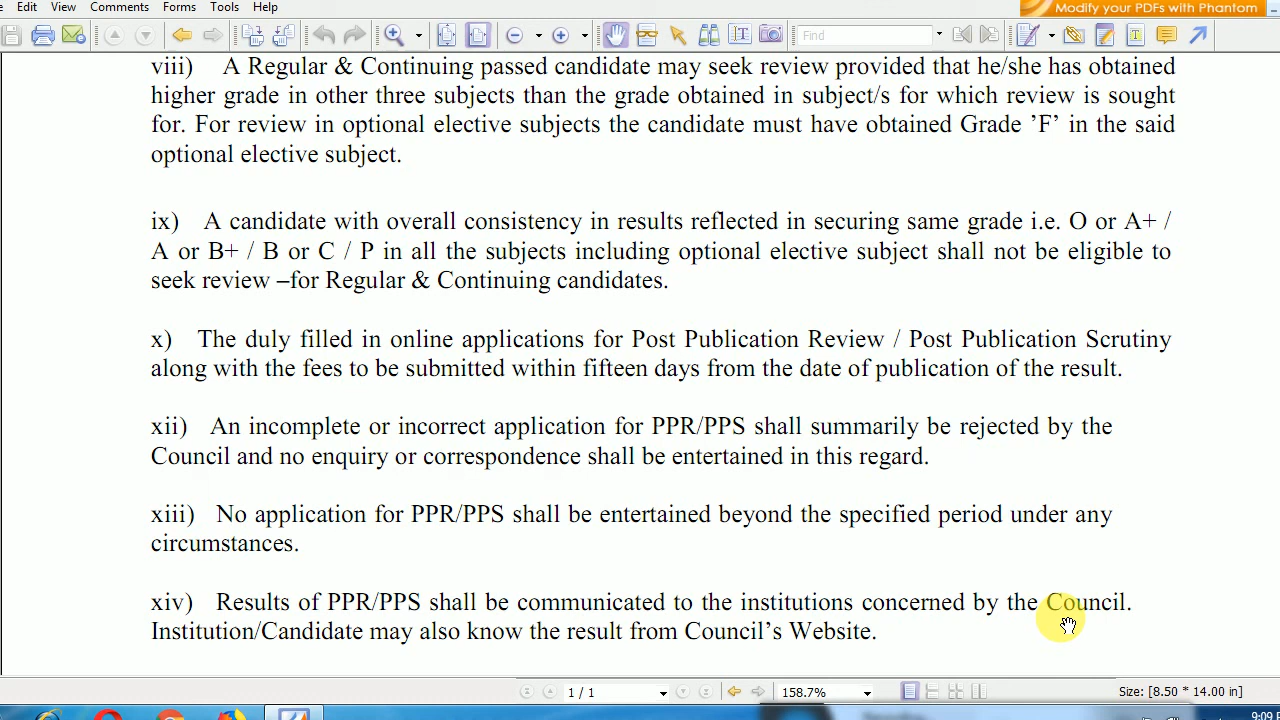 Edit View Comments Forms Tools Help
Modify your PDFs with Phantom
Find
viii) A Regular & Continuing passed candidate may seek review provided that he/she has obtained
higher grade in other three subjects than the grade obtained in subject/s for which review is sought
for. For review in optional elective subjects the candidate must have obtained Grade ’F’ in the said
optional elective subject.
ix) A candidate with overall consistency in results reflected in securing same grade i.e. O or A+ /
A or B+ / B or C / P in all the subjects including optional elective subject shall not be eligible to
seek review –for Regular & Continuing candidates.
x) The duly filled in online applications for Post Publication Review / Post Publication Scrutiny
along with the fees to be submitted within fifteen days from the date of publication of the result.
xii) An incomplete or incorrect application for PPR/PPS shall summarily be rejected by the
Council and no enquiry or correspondence shall be entertained in this regard.
xiii) No application for PPR/PPS shall be entertained beyond the specified period under any
circumstances.
xiv) Results of PPR/PPS shall be communicated to the institutions concerned by the Council.
Institution/Candidate may also know the result from Council’s Website.
1 / 1 158.7% Size: [8.50 * 14.00 in]
9:09